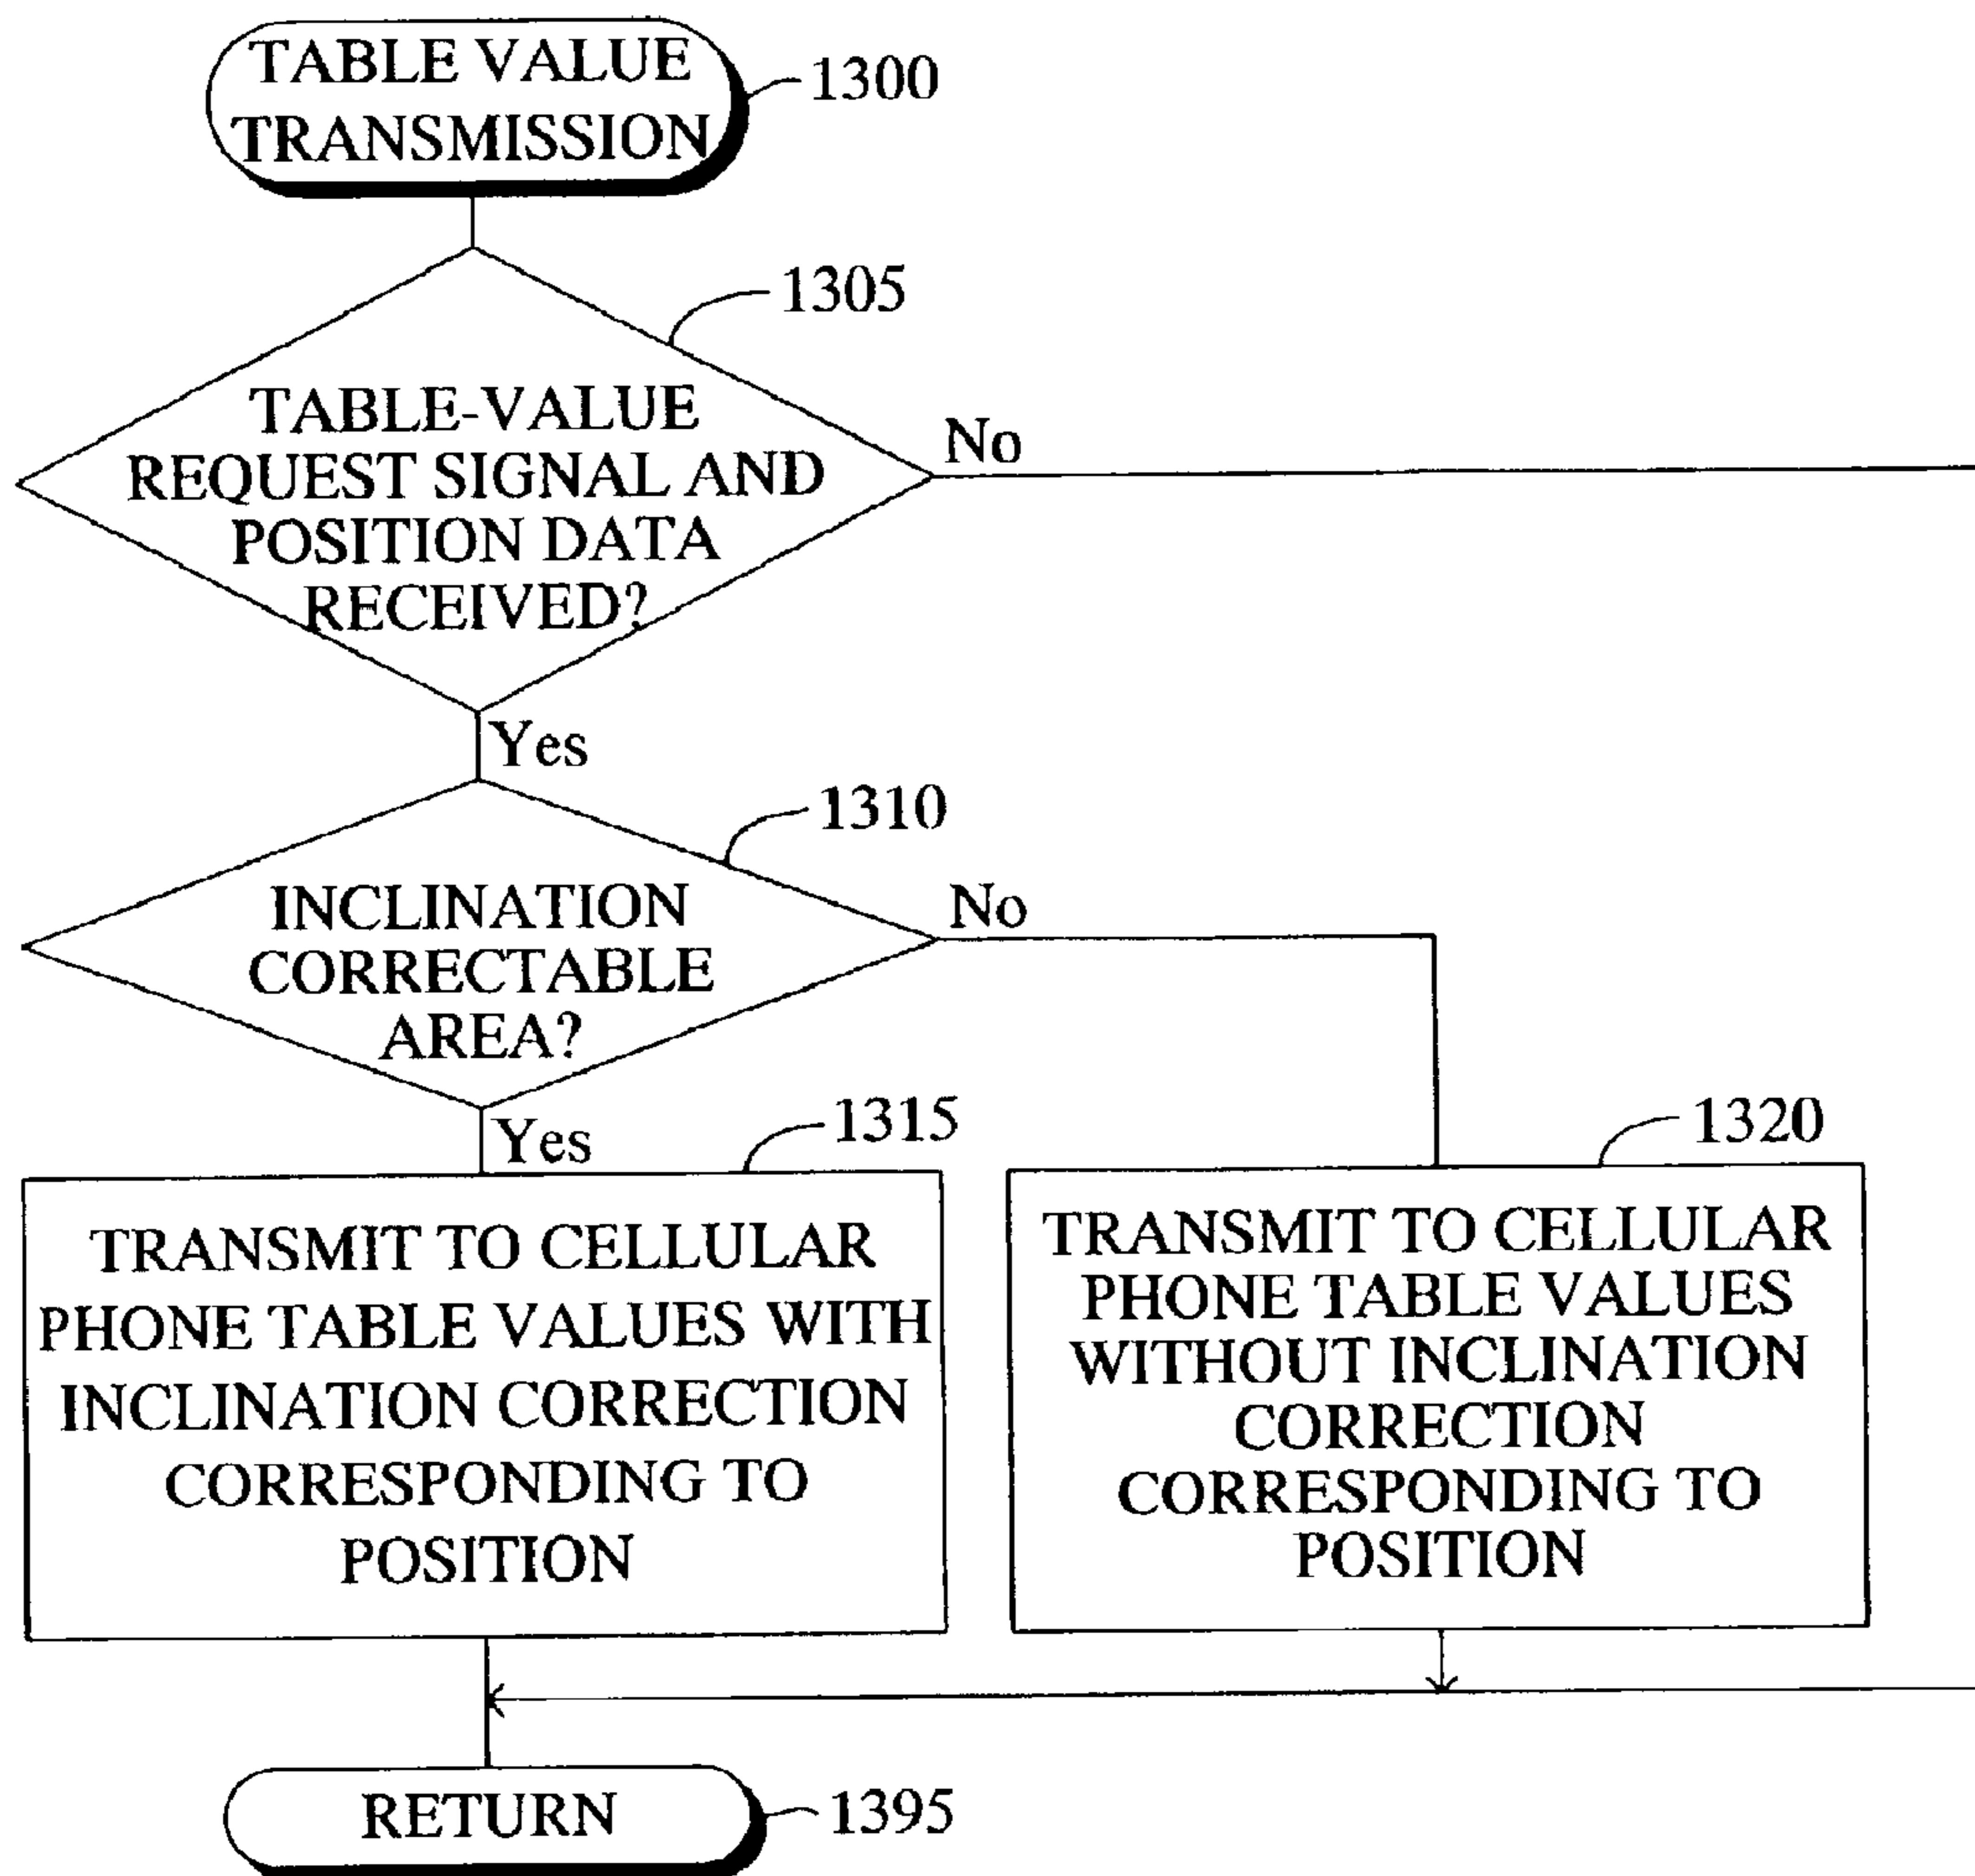 TABLE VALUE
TRANSMISSION
1300
1305
TABLE-VALUE
REQUEST SIGNAL AND
POSITION DATA
RECEIVED?
No
Yes
1310
INCLINATION
CORRECTABLE
AREA?
No
Yes
1315
TRANSMIT TO CELLULAR
PHONE TABLE VALUES WITH
INCLINATION CORRECTION
CORRESPONDING TO
POSITION
1320
TRANSMIT TO CELLULAR
PHONE TABLE VALUES
WITHOUT INCLINATION
CORRECTION
CORRESPONDING TO
POSITION
RETURN
1395